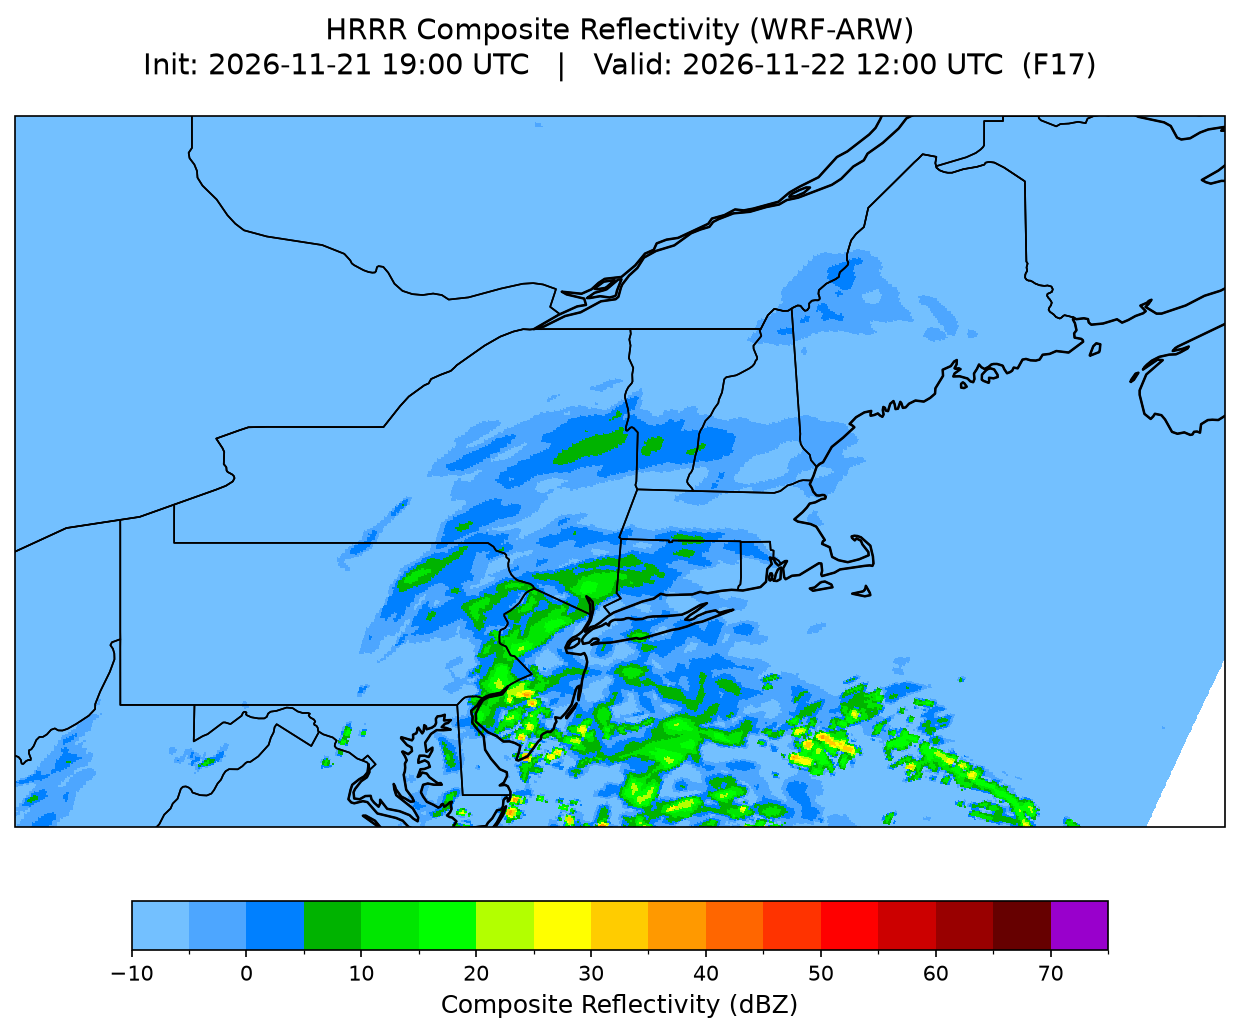 HRRR Composite Reflectivity (WRF-ARW)
Init: 2026-11-21 19:00 UTC   |   Valid: 2026-11-22 12:00 UTC  (F17)
−10 0 10 20 30 40 50 60 70
Composite Reflectivity (dBZ)